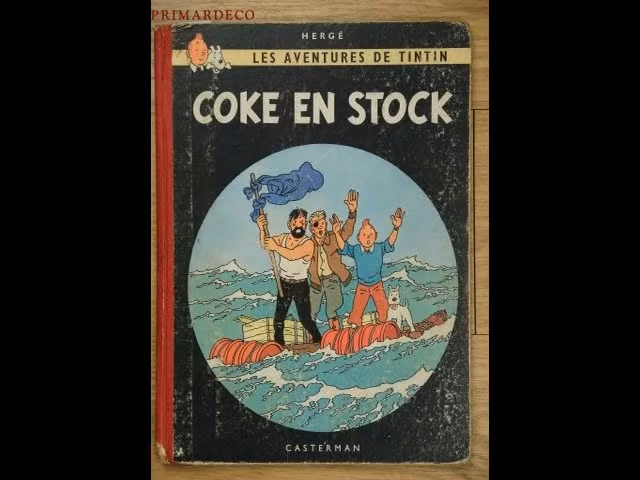 PRIMARDECO
HERGÉ
LES AVENTURES DE TINTIN
COKE EN STOCK
CASTERMAN